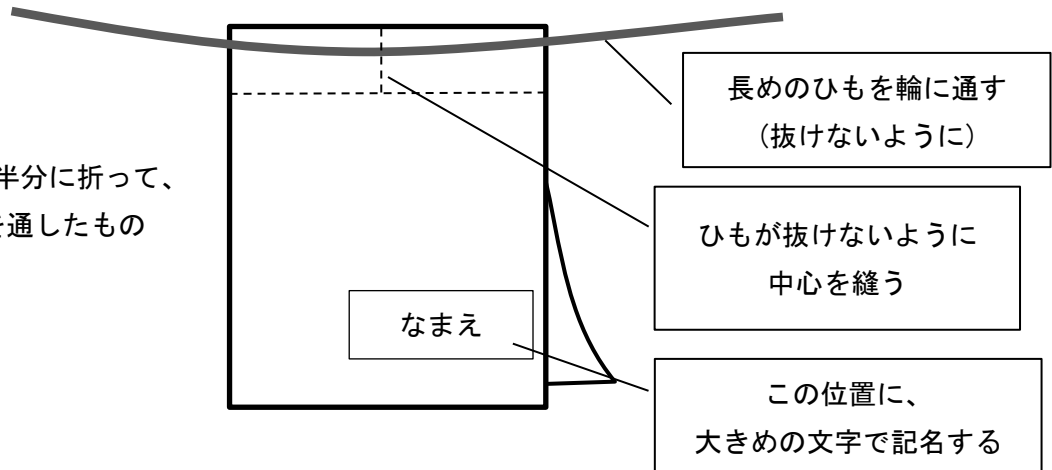 長めのひもを輪に通す
(抜けないように)
半分に折って、
を通したもの
ひもが抜けないように
中心を縫う
なまえ
この位置に、
大きめの文字で記名する